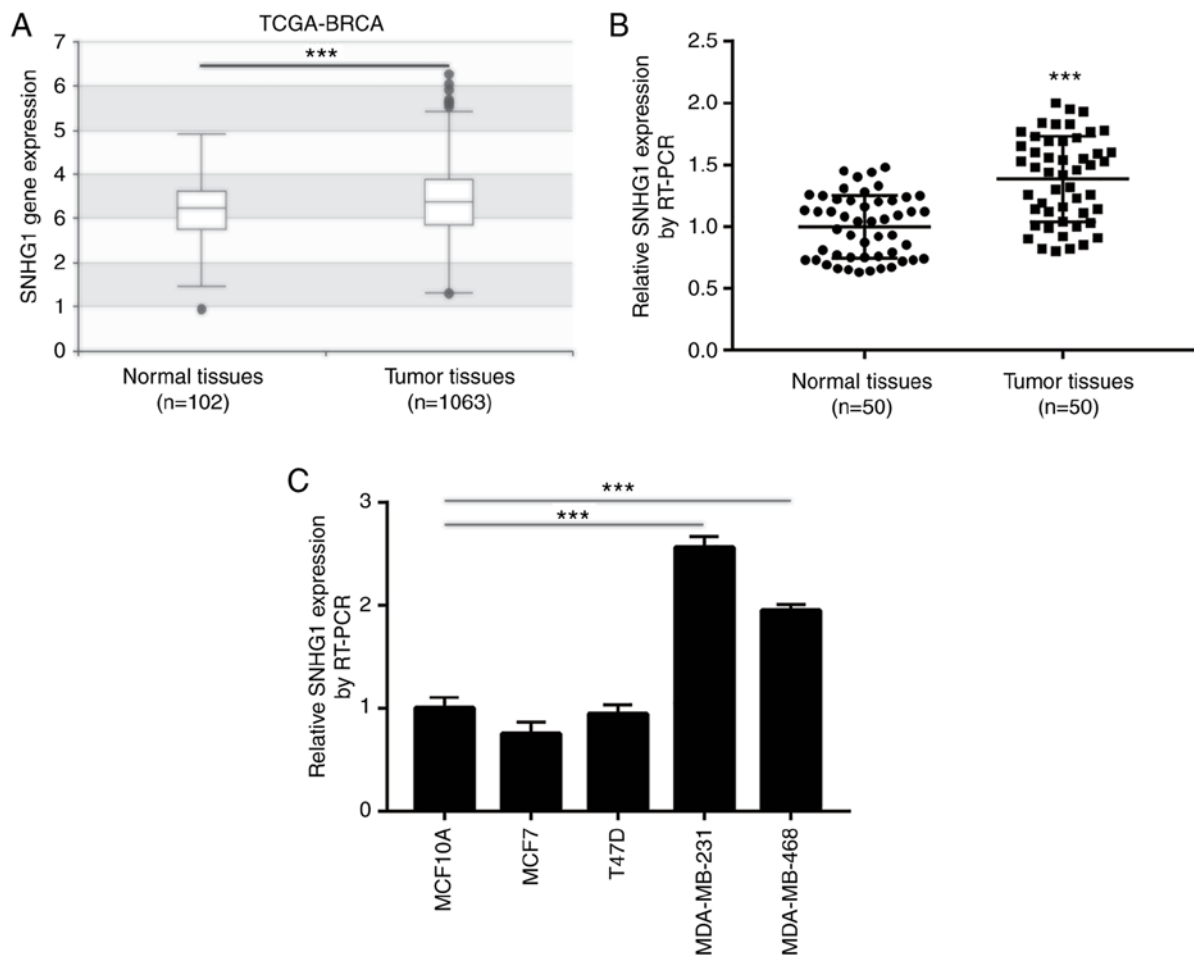 A
TCGA-BRCA
SNHG1 gene expression
7
6
5
4
6
2
1
0
***
Normal tissues
(n=102)
Tumor tissues
(n=1063)
B
Relative SNHG1 expression
by RT-PCR
2.5
2.0
1.5
1.0
0.5
0.0
***
Normal tissues
(n=50)
Tumor tissues
(n=50)
C
Relative SNHG1 expression
by RT-PCR
3
2
1
0
***
***
MCF10A
MCF7
T47D
MDA-MB-231
MDA-MB-468